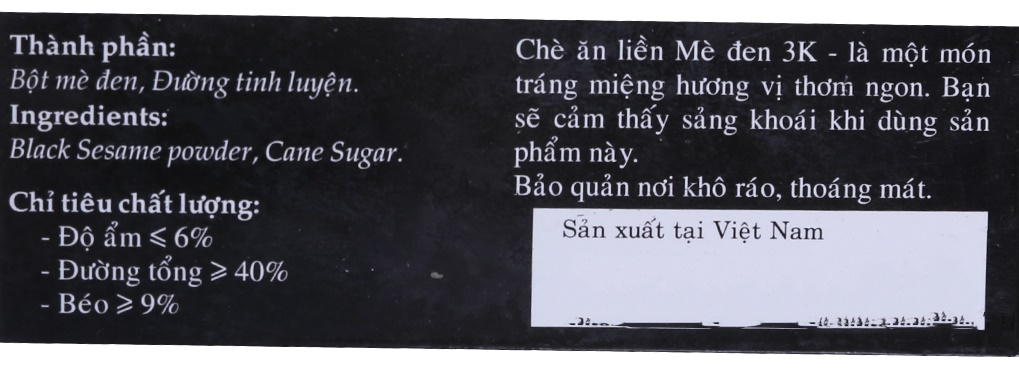 Thành phần:
Bột mè đen, Đường tinh luyện.
Ingredients:
Black Sesame powder, Cane Sugar.
Chỉ tiêu chất lượng:
- Độ ẩm ⩽ 6%
- Đường tổng ⩾ 40%
- Béo ⩾ 9%
Chè ăn liền Mè đen 3K - là một món
tráng miệng hương vị thơm ngon. Bạn
sẽ cảm thấy sảng khoái khi dùng sản
phẩm này.
Bảo quản nơi khô ráo, thoáng mát.
Sản xuất tại Việt Nam